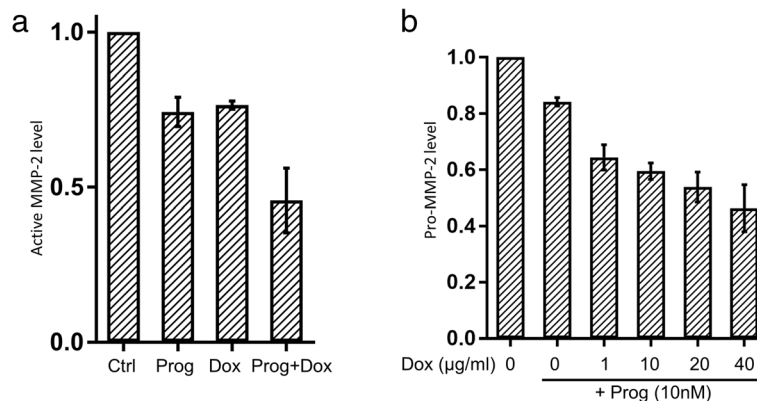 a
Active MMP-2 level
1.0
0.5
0.0
Ctrl Prog Dox Prog+Dox
b
Pro-MMP-2 level
1.0
0.8
0.6
0.4
0.2
0.0
Dox (μg/ml) 0 0 1 10 20 40
+ Prog (10nM)